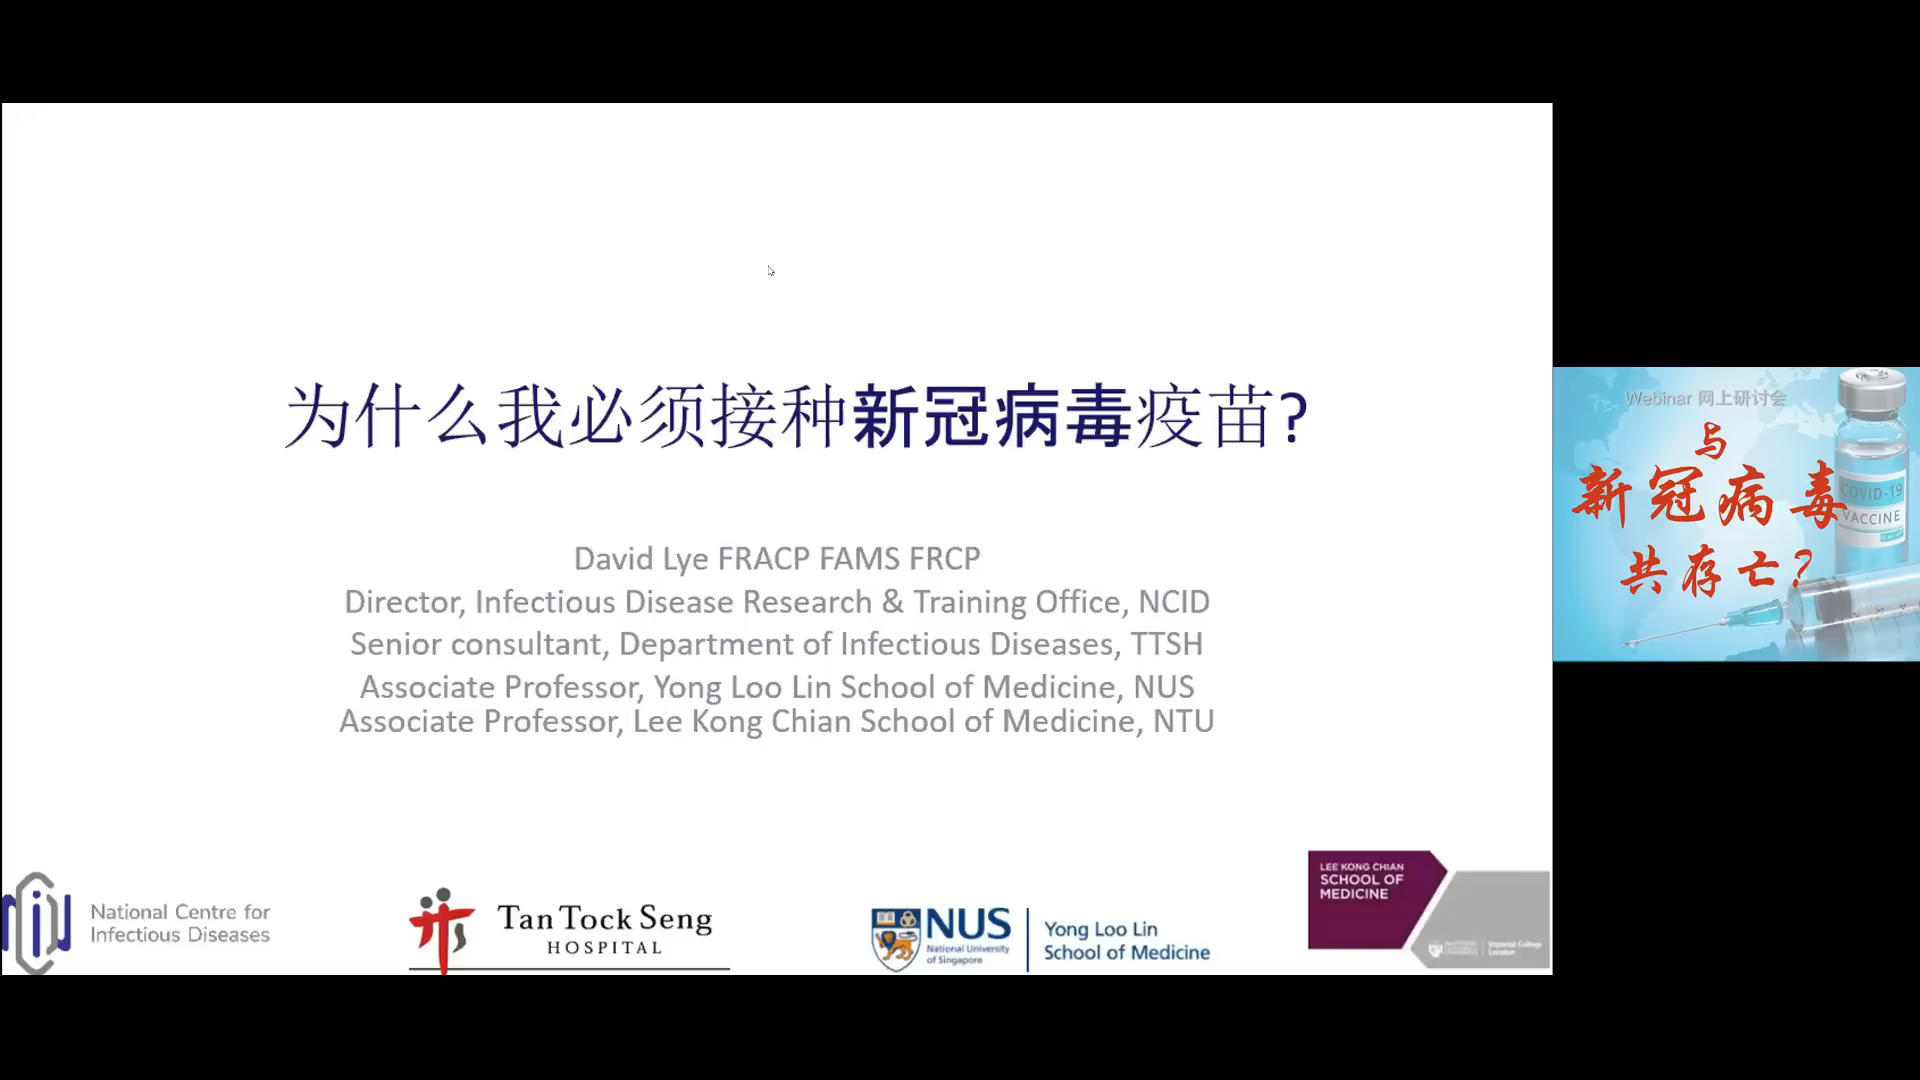 为什么我必须接种新冠病毒疫苗?
David Lye FRACP FAMS FRCP
Director, Infectious Disease Research & Training Office, NCID
Senior consultant, Department of Infectious Diseases, TTSH
Associate Professor, Yong Loo Lin School of Medicine, NUS
Associate Professor, Lee Kong Chian School of Medicine, NTU
National Centre for
Infectious Diseases
Tan Tock Seng
HOSPITAL
NUS
National University
of Singapore
Yong Loo Lin
School of Medicine
LEE KONG CHIAN
SCHOOL OF
MEDICINE
Imperial College
London
Webinar 网上研讨会
与
新冠病毒
共存亡?
COVID-19
VACCINE